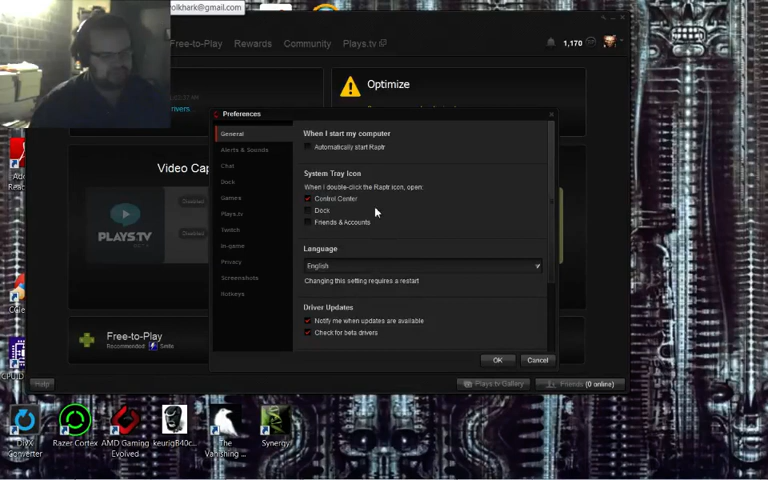 olkhark@gmail.com
Free-to-Play Rewards Community Plays.tv
1,170
Optimize
Preferences
General
Alerts & Sounds
Chat
Dock
Games
Plays.tv
Twitch
In-game
Privacy
Screenshots
Hotkeys
When I start my computer
Automatically start Raptr
System Tray Icon
When I double-click the Raptr icon, open:
Control Center
Dock
Friends & Accounts
Language
English
Changing this setting requires a restart
Driver Updates
Notify me when updates are available
Check for beta drivers
OK Cancel
Video Cap
PLAYS.TV
Disabled
Disabled
Free-to-Play
Recommended Smite
Help
Plays.tv Gallery
Friends (0 online)
DivX
Converter
Razer Cortex
AMD Gaming
Evolved
keurigB40c...
The
Vanishing ...
Synergy